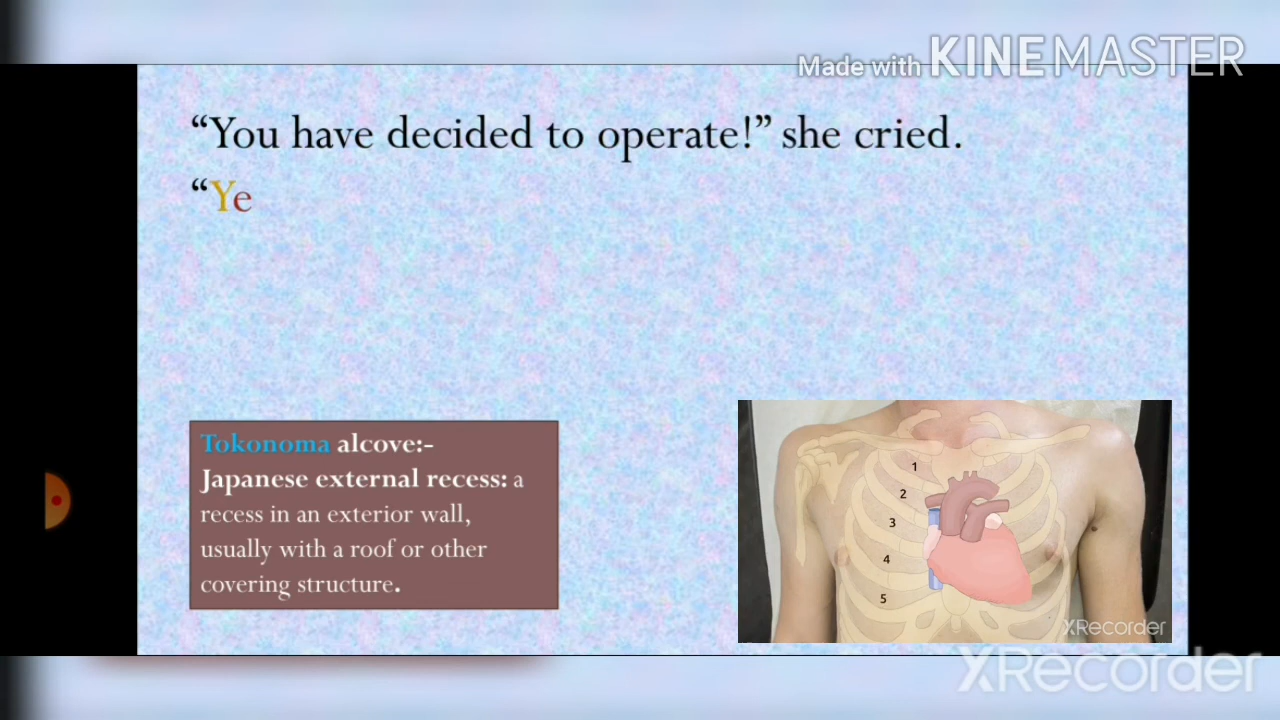 Made with KINEMASTER
“You have decided to operate!” she cried.
“Ye
Tokonoma alcove:-
Japanese external recess: a
recess in an exterior wall,
usually with a roof or other
covering structure.
1
2
3
4
5
XRecorder
XRecorder